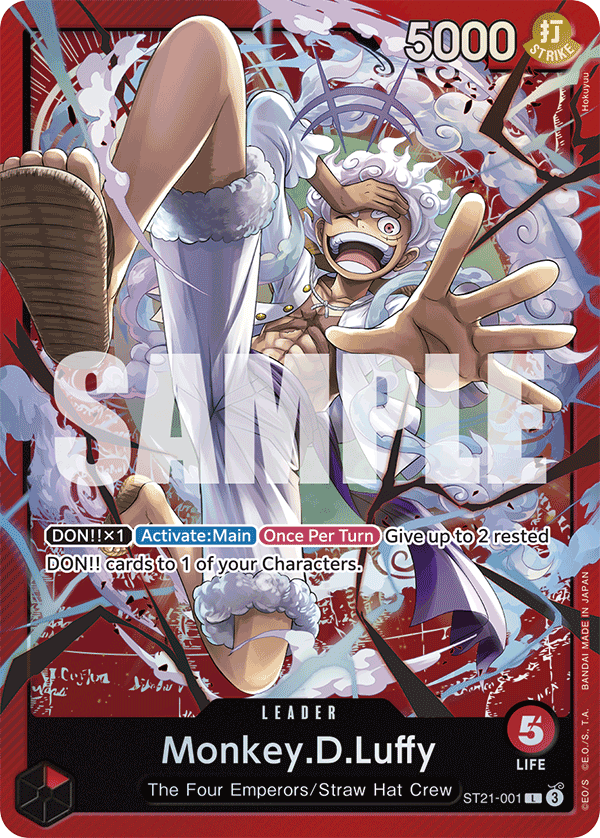 5000
打
STRIKE
Hokuyuu
SAMPLE
DON!!×1 Activate:Main Once Per Turn Give up to 2 rested
DON!! cards to 1 of your Characters.
LEADER
Monkey.D.Luffy
The Four Emperors/Straw Hat Crew
5
LIFE
ST21-001 L 3
©E.O./S., T.A. BANDAI MADE IN JAPAN
©EO/S